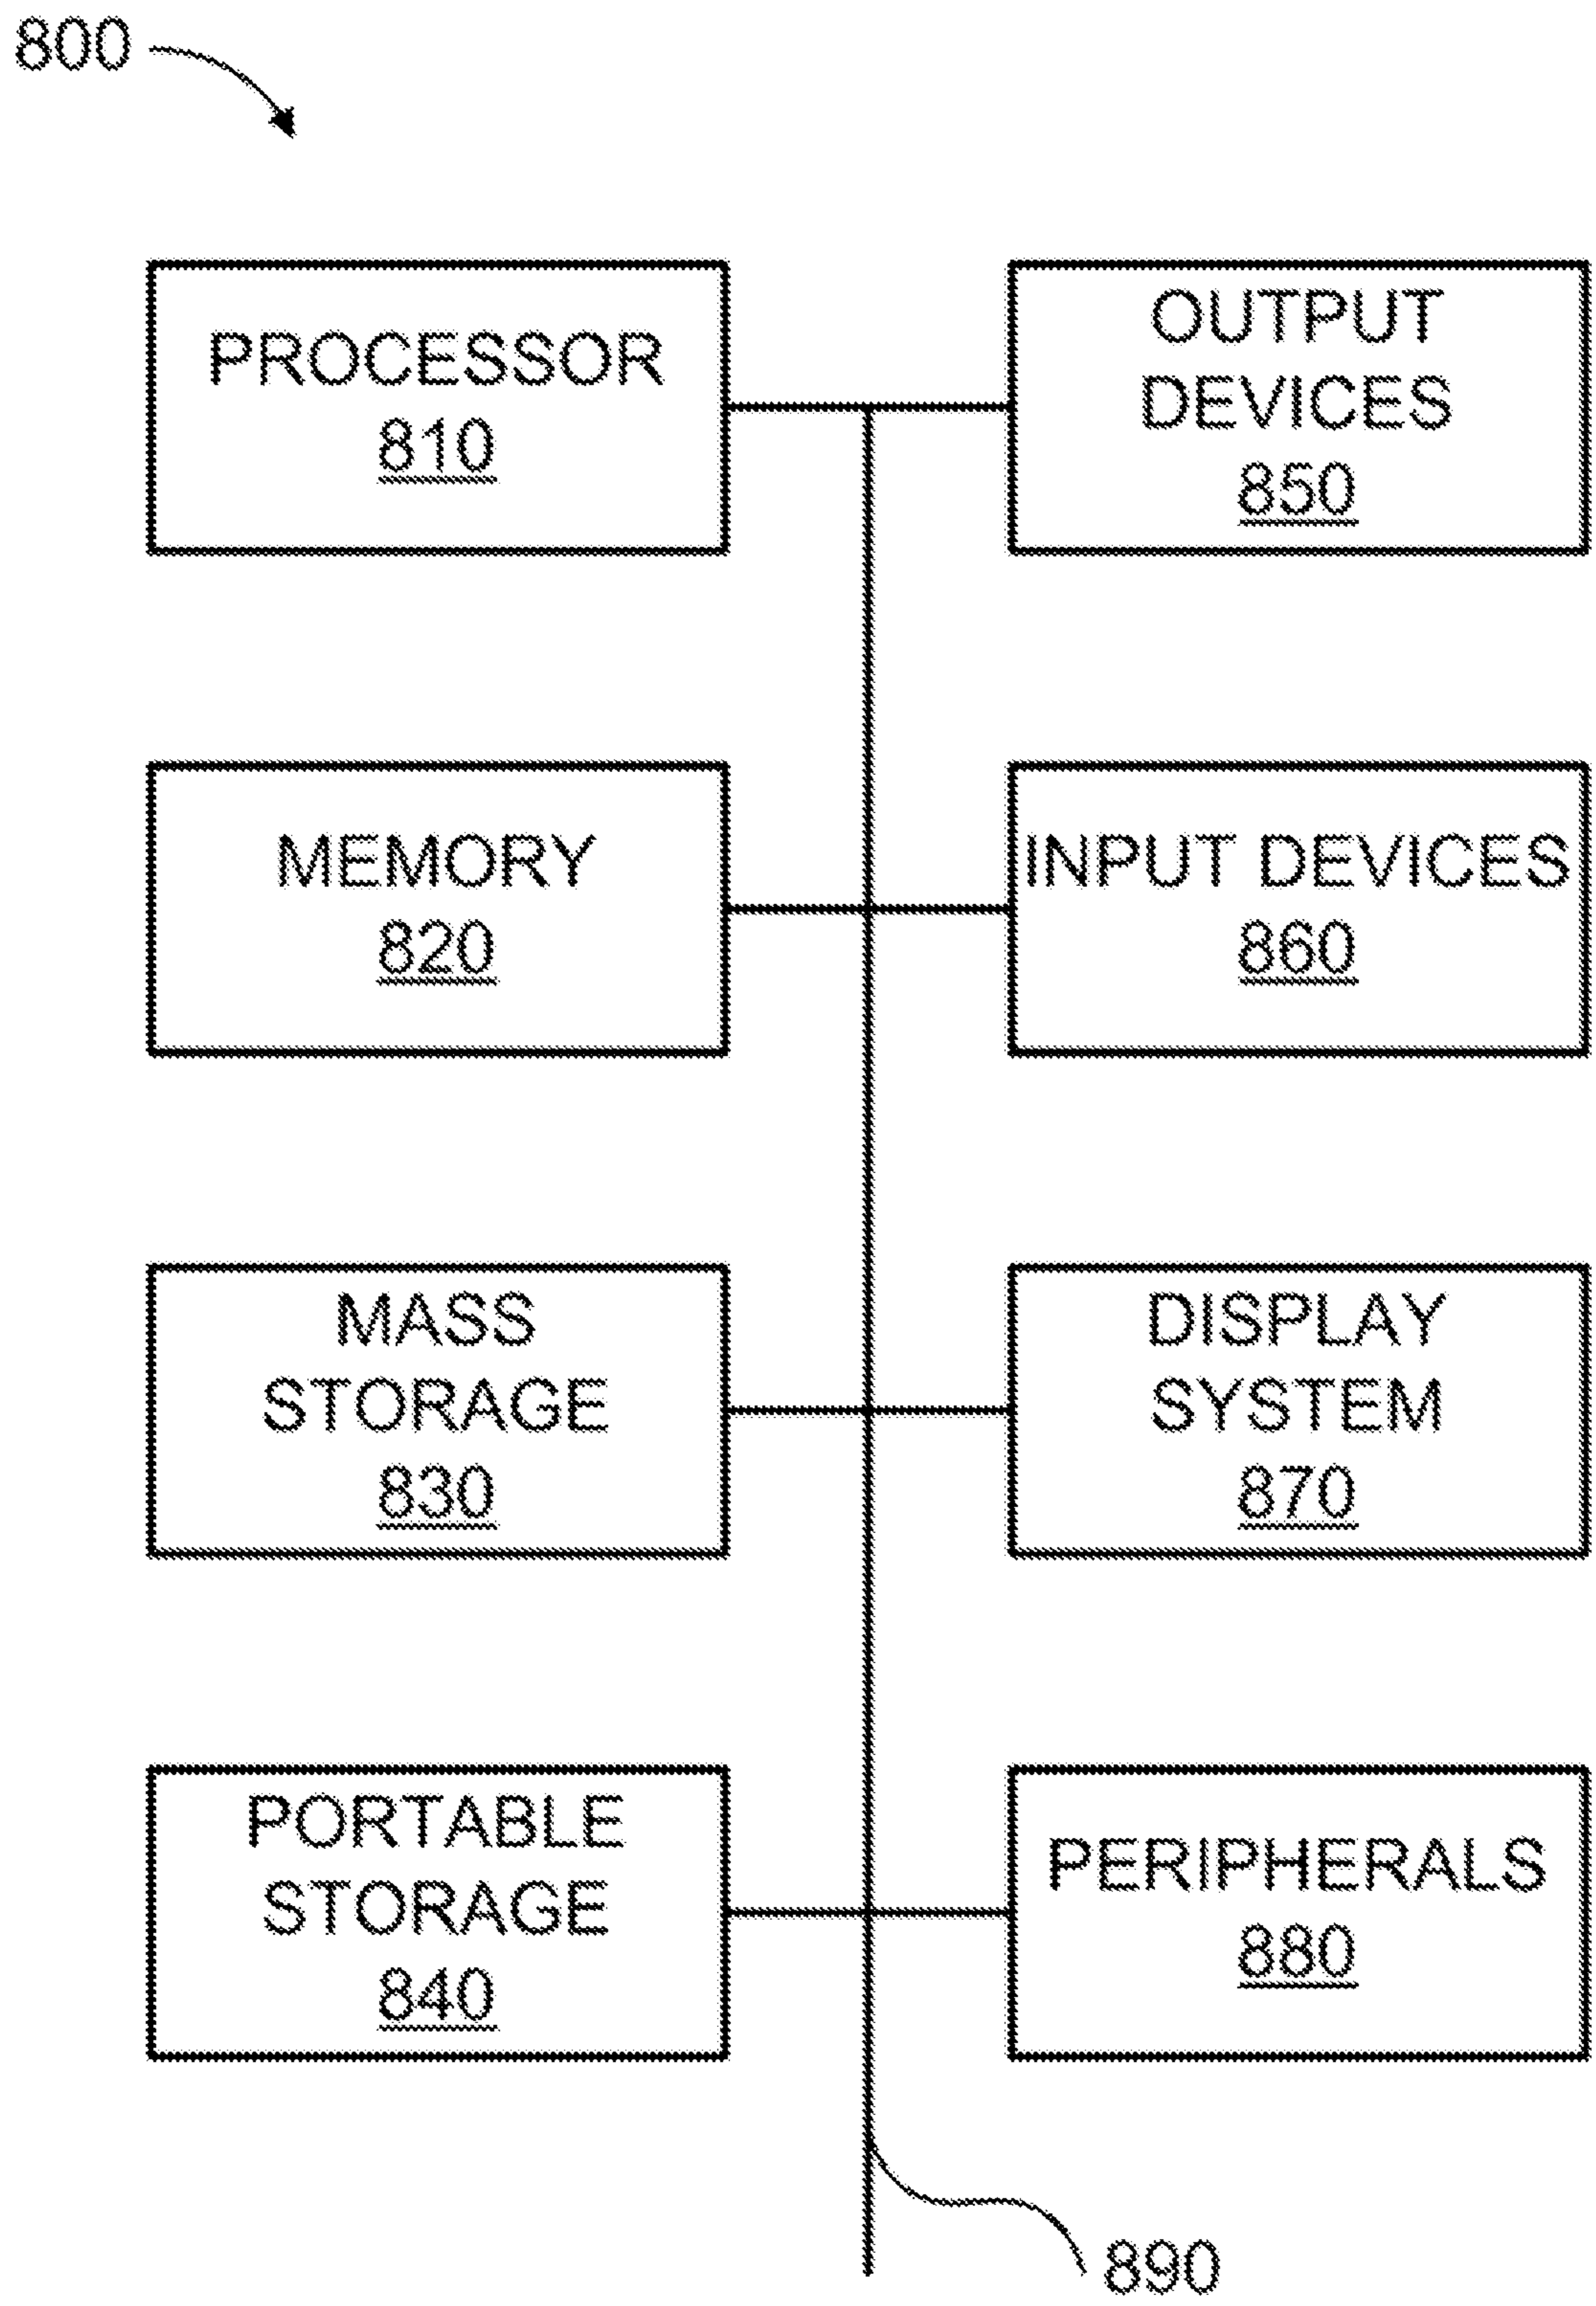 800
PROCESSOR
810
OUTPUT
DEVICES
850
MEMORY
820
INPUT DEVICES
860
MASS
STORAGE
830
DISPLAY
SYSTEM
870
PORTABLE
STORAGE
840
PERIPHERALS
880
890